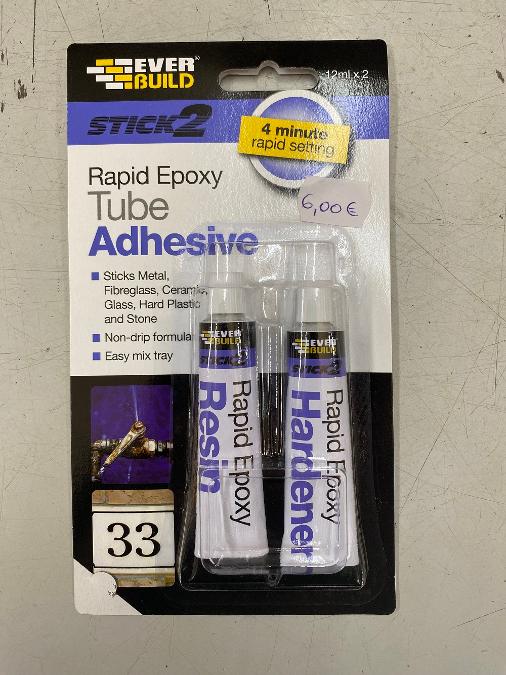 EVER
BUILD
12ml x 2
STICK2
4 minute
rapid setting
Rapid Epoxy
Tube
Adhesive
6,00€
Sticks Metal,
Fibreglass, Ceramic,
Glass, Hard Plastic
and Stone
Non-drip formula
Easy mix tray
33
EVER
BUILD
STICK2
Rapid Epoxy
Resin
EVER
BUILD
STICK2
Rapid Epoxy
Hardener